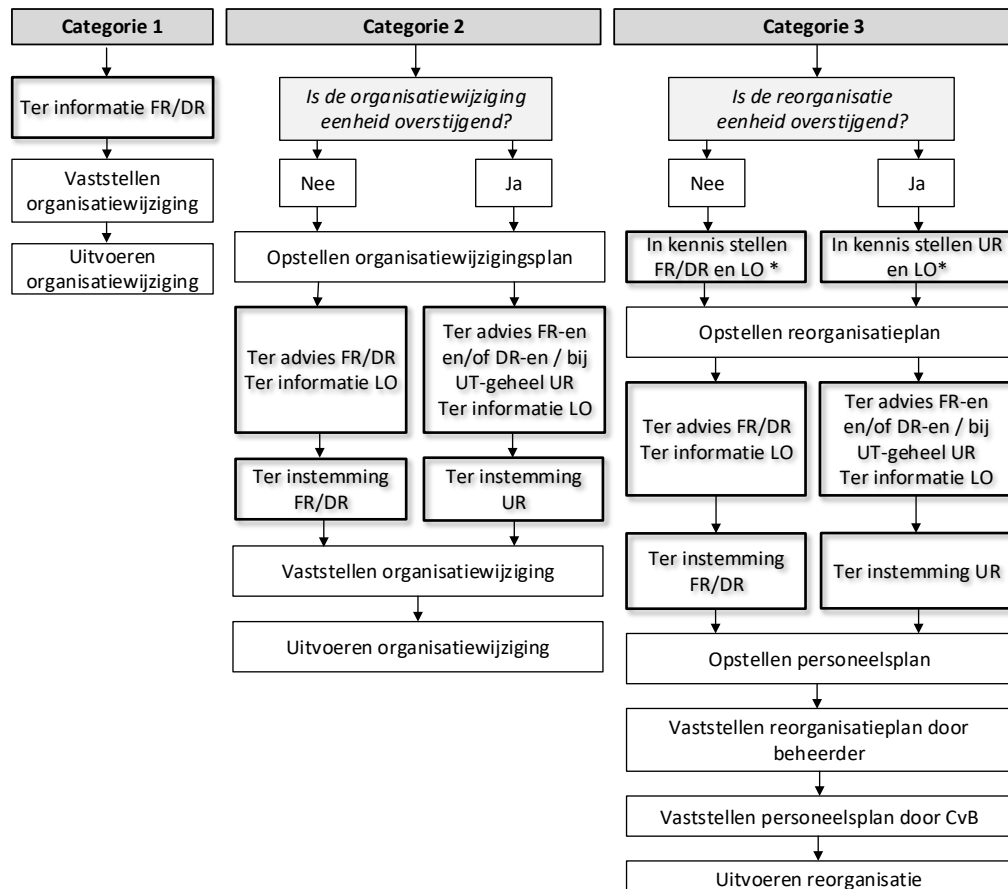 Categorie 1
Ter informatie FR/DR
Vaststellen
organisatiewijziging
Uitvoeren
organisatiewijziging
Categorie 2
Is de organisatiewijziging
eenheid overstijgend?
Nee
Ja
Opstellen organisatiewijzigingsplan
Ter advies FR/DR
Ter informatie LO
Ter advies FR-en
en/of DR-en / bij
UT-geheel UR
Ter informatie LO
Ter instemming
FR/DR
Ter instemming
UR
Vaststellen organisatiewijziging
Uitvoeren organisatiewijziging
Categorie 3
Is de reorganisatie
eenheid overstijgend?
Nee
Ja
In kennis stellen
FR/DR en LO *
In kennis stellen UR
en LO*
Opstellen reorganisatieplan
Ter advies FR/DR
Ter informatie LO
Ter advies FR-en
en/of DR-en / bij
UT-geheel UR
Ter informatie LO
Ter instemming
FR/DR
Ter instemming UR
Opstellen personeelsplan
Vaststellen reorganisatieplan door
beheerder
Vaststellen personeelsplan door CvB
Uitvoeren reorganisatie